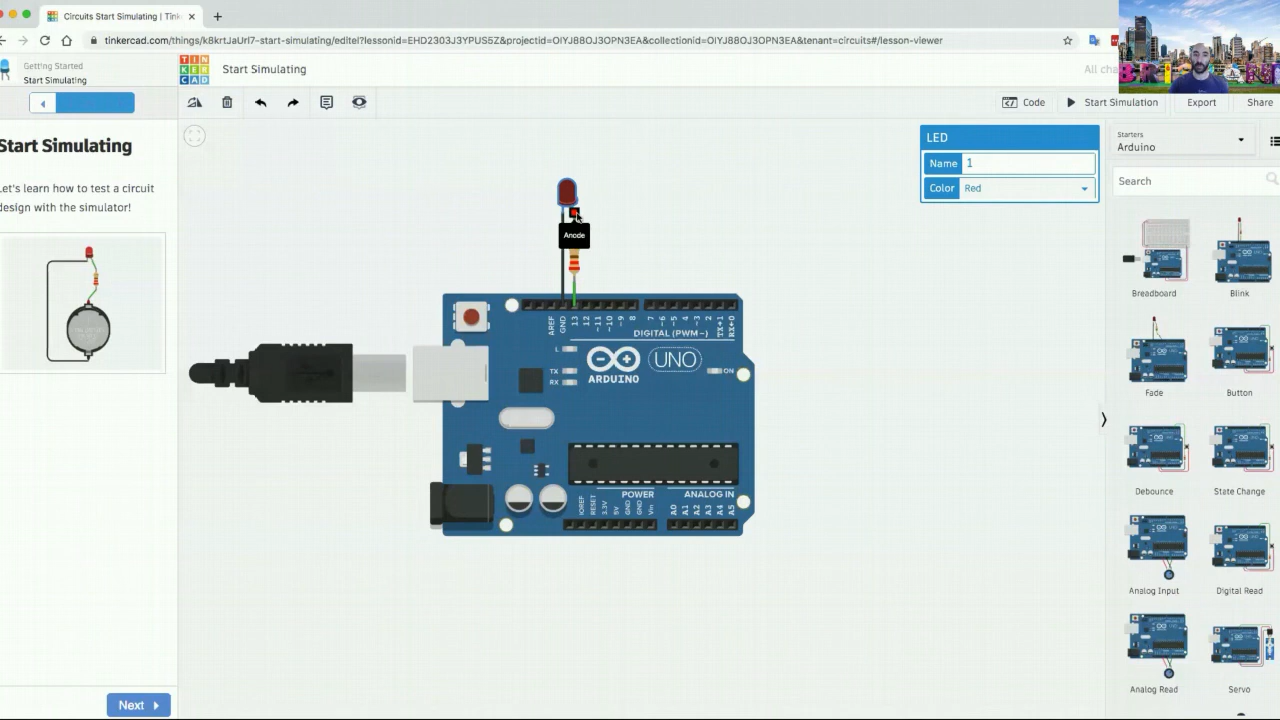 Circuits Start Simulating | Tink
tinkercad.com/things/k8krtJaUrl7-start-simulating/editel?lessonid=EHD2303J3YPUS5Z&projectid=OIYJ88OJ3OPN3EA&collectionid=OIYJ88OJ3OPN3EA&tenant=circuits#/lesson-viewer
Getting Started
Start Simulating
TIN
KER
CAD
Start Simulating
All cha
BRI ANE
Code
Start Simulation
Export
Share
Start Simulating
Let's learn how to test a circuit
design with the simulator!
Next
LED
Name 1
Color Red
Anode
AREF
GND
13
12
~11
~10
~9
8
7
~6
~5
4
~3
2
TX→1
RX←0
DIGITAL (PWM~)
L
TX
RX
ARDUINO
UNO
ON
POWER
ANALOG IN
IOREF
RESET
3.3V
5V
GND
GND
Vin
A0
A1
A2
A3
A4
A5
Starters
Arduino
Search
Breadboard
Blink
Fade
Button
Debounce
State Change
Analog Input
Digital Read
Analog Read
Servo